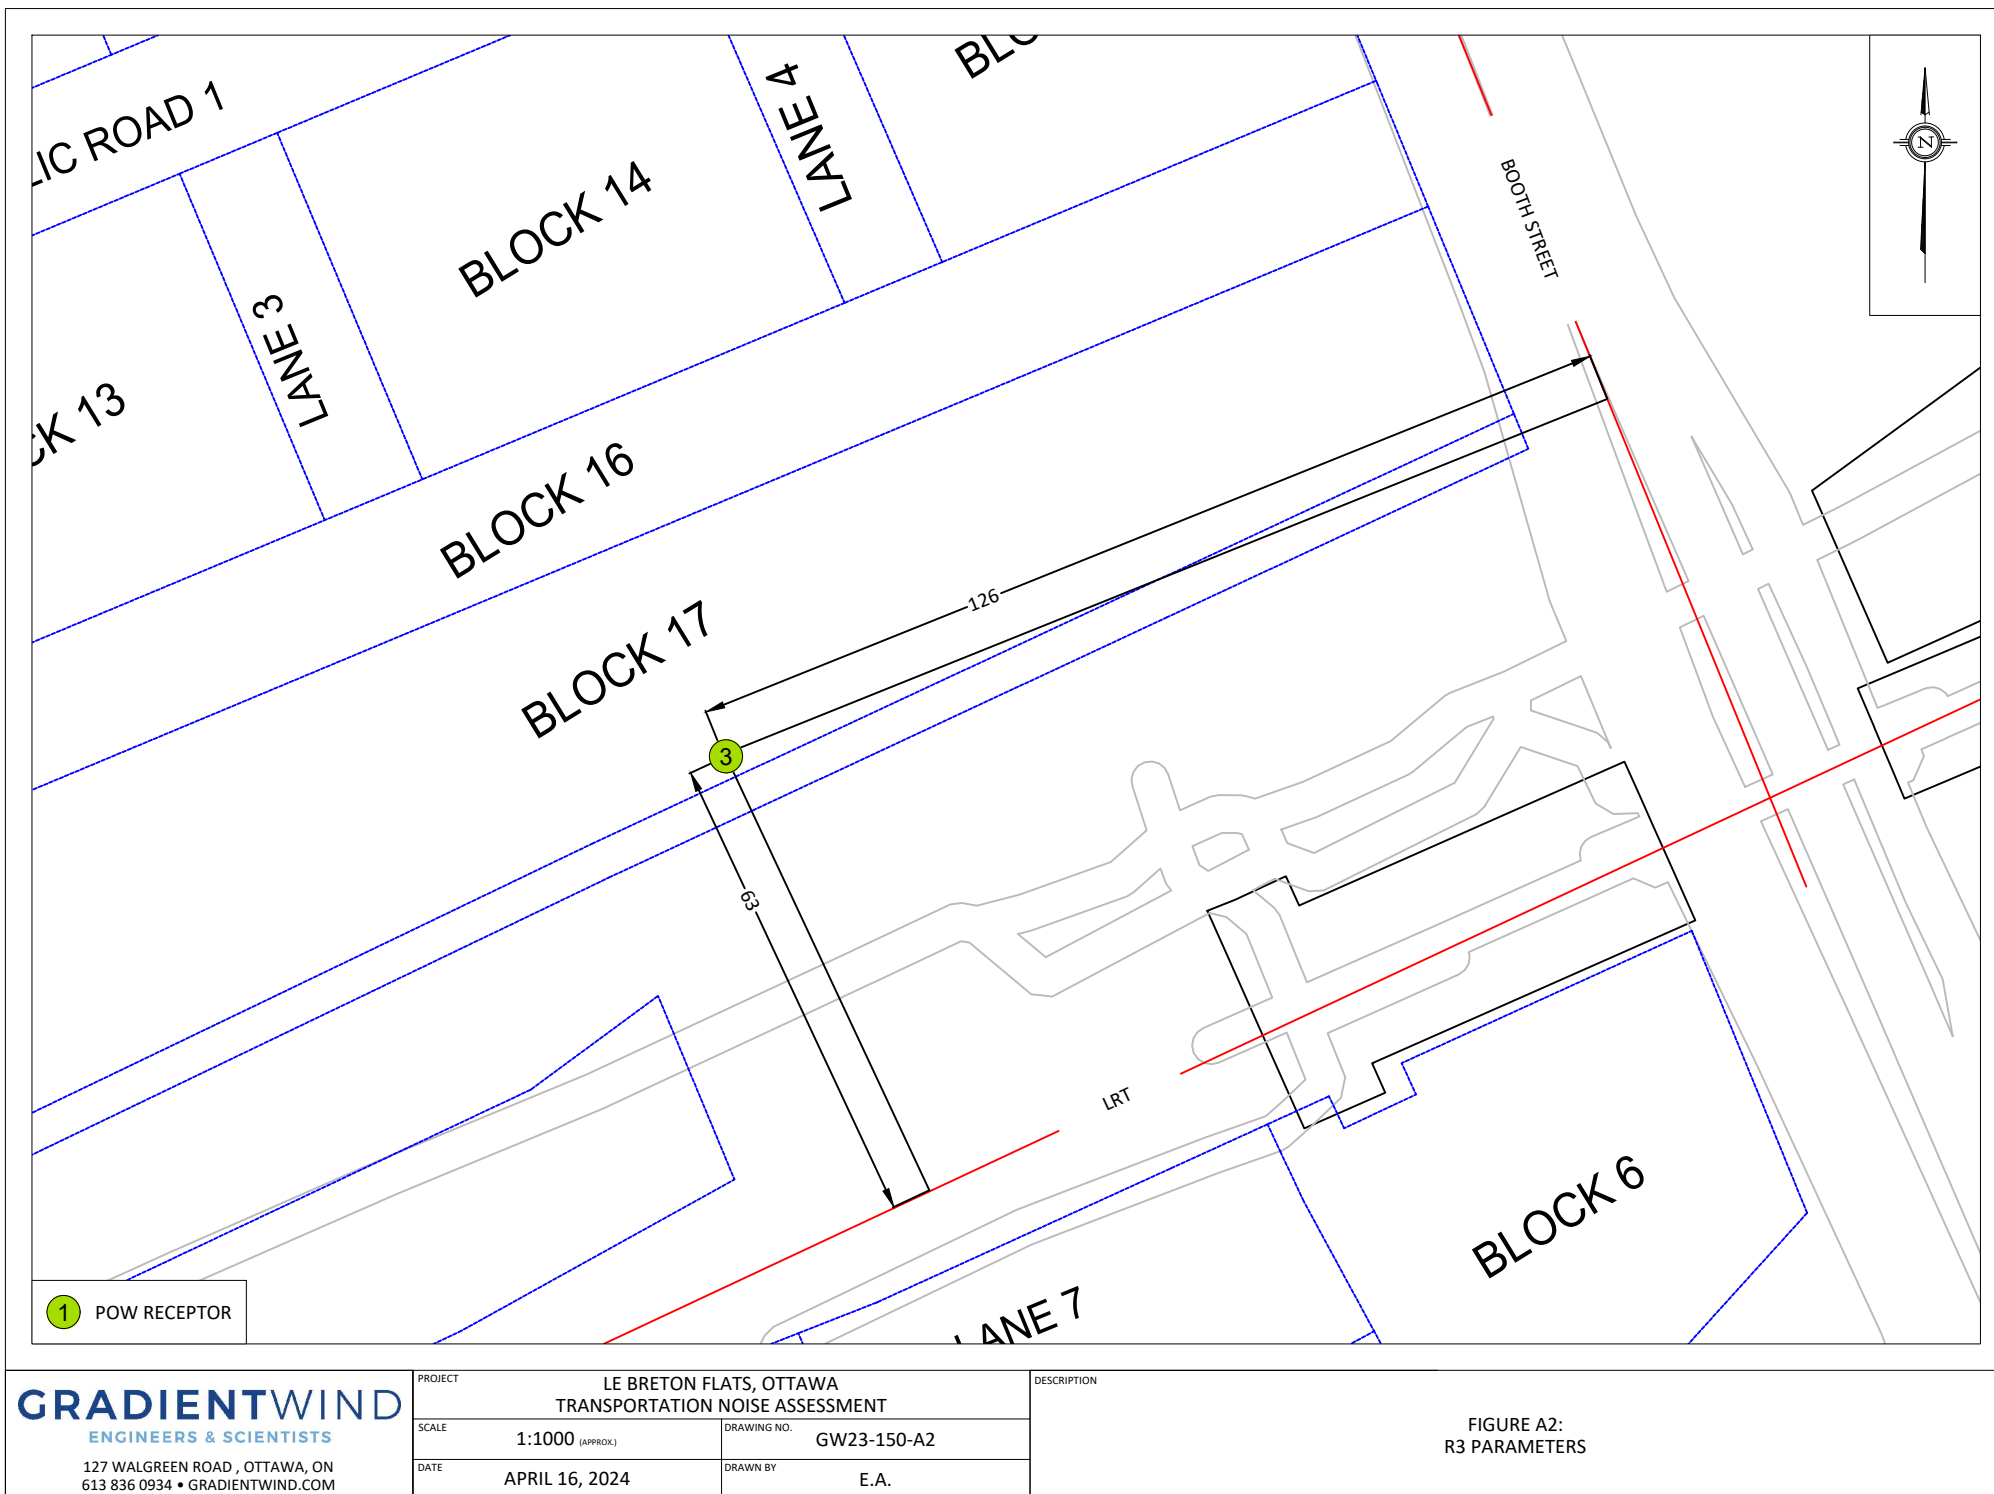 LIC ROAD 1
LANE 4
BLOCK 14
LANE 3
CK 13
BLOCK 16
BLOCK 17
BOOTH STREET
N
126
3
63
LRT
BLOCK 6
LANE 7
1 POW RECEPTOR
GRADIENTWIND
ENGINEERS & SCIENTISTS
127 WALGREEN ROAD , OTTAWA, ON
613 836 0934 • GRADIENTWIND.COM
PROJECT
LE BRETON FLATS, OTTAWA
TRANSPORTATION NOISE ASSESSMENT
SCALE
1:1000 (APPROX.)
DRAWING NO.
GW23-150-A2
DATE
APRIL 16, 2024
DRAWN BY
E.A.
DESCRIPTION
FIGURE A2:
R3 PARAMETERS